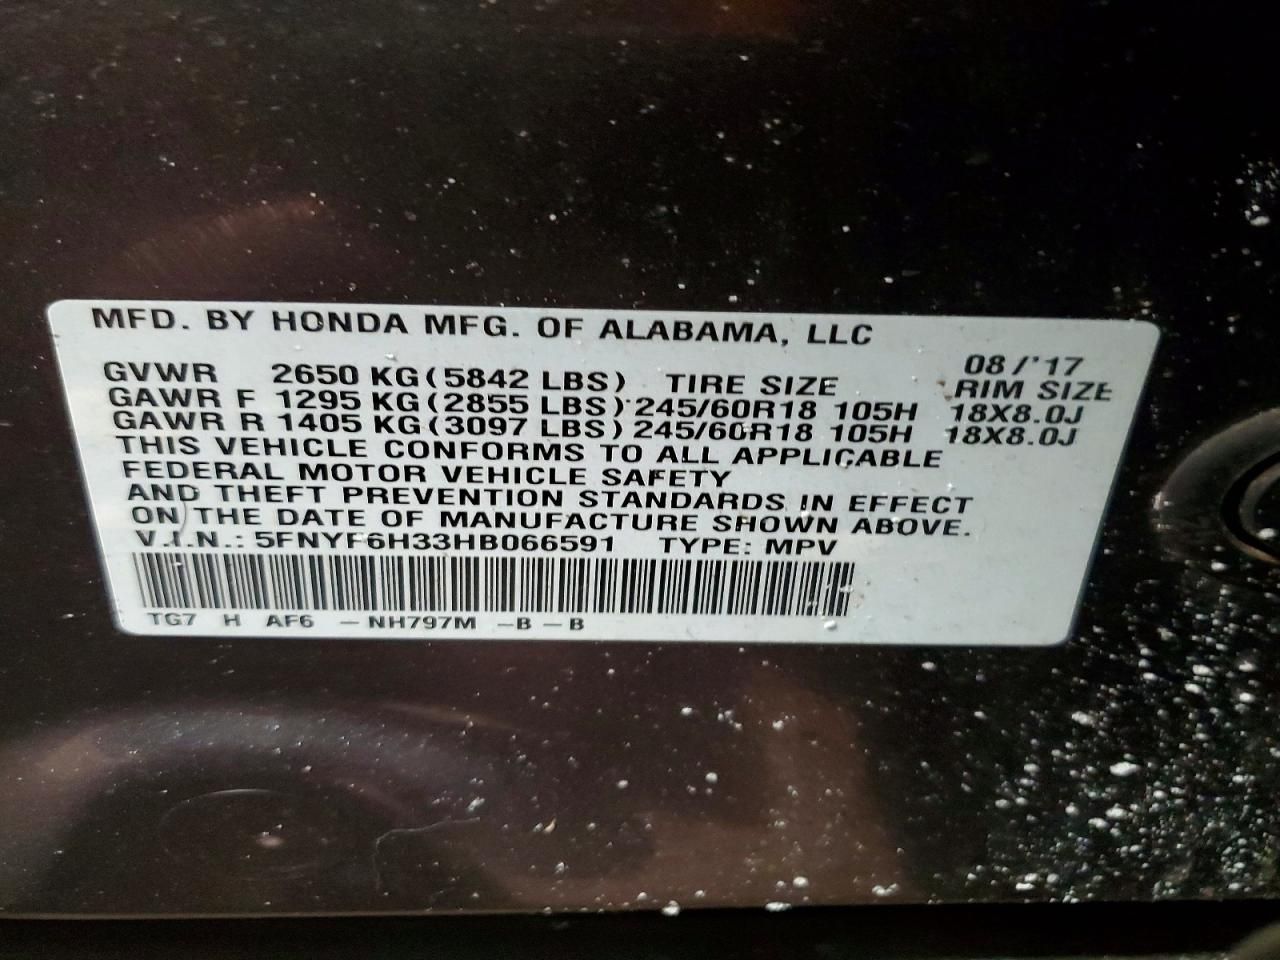 MFD. BY HONDA MFG. OF ALABAMA, LLC
08/'17
GVWR 2650 KG(5842 LBS) TIRE SIZE RIM SIZE
GAWR F 1295 KG(2855 LBS) 245/60R18 105H 18X8.0J
GAWR R 1405 KG(3097 LBS) 245/60R18 105H 18X8.0J
THIS VEHICLE CONFORMS TO ALL APPLICABLE
FEDERAL MOTOR VEHICLE SAFETY
AND THEFT PREVENTION STANDARDS IN EFFECT
ON THE DATE OF MANUFACTURE SHOWN ABOVE.
V.I.N.: 5FNYF6H33HB066591 TYPE: MPV
TG7 H AF6 -NH797M -B-B